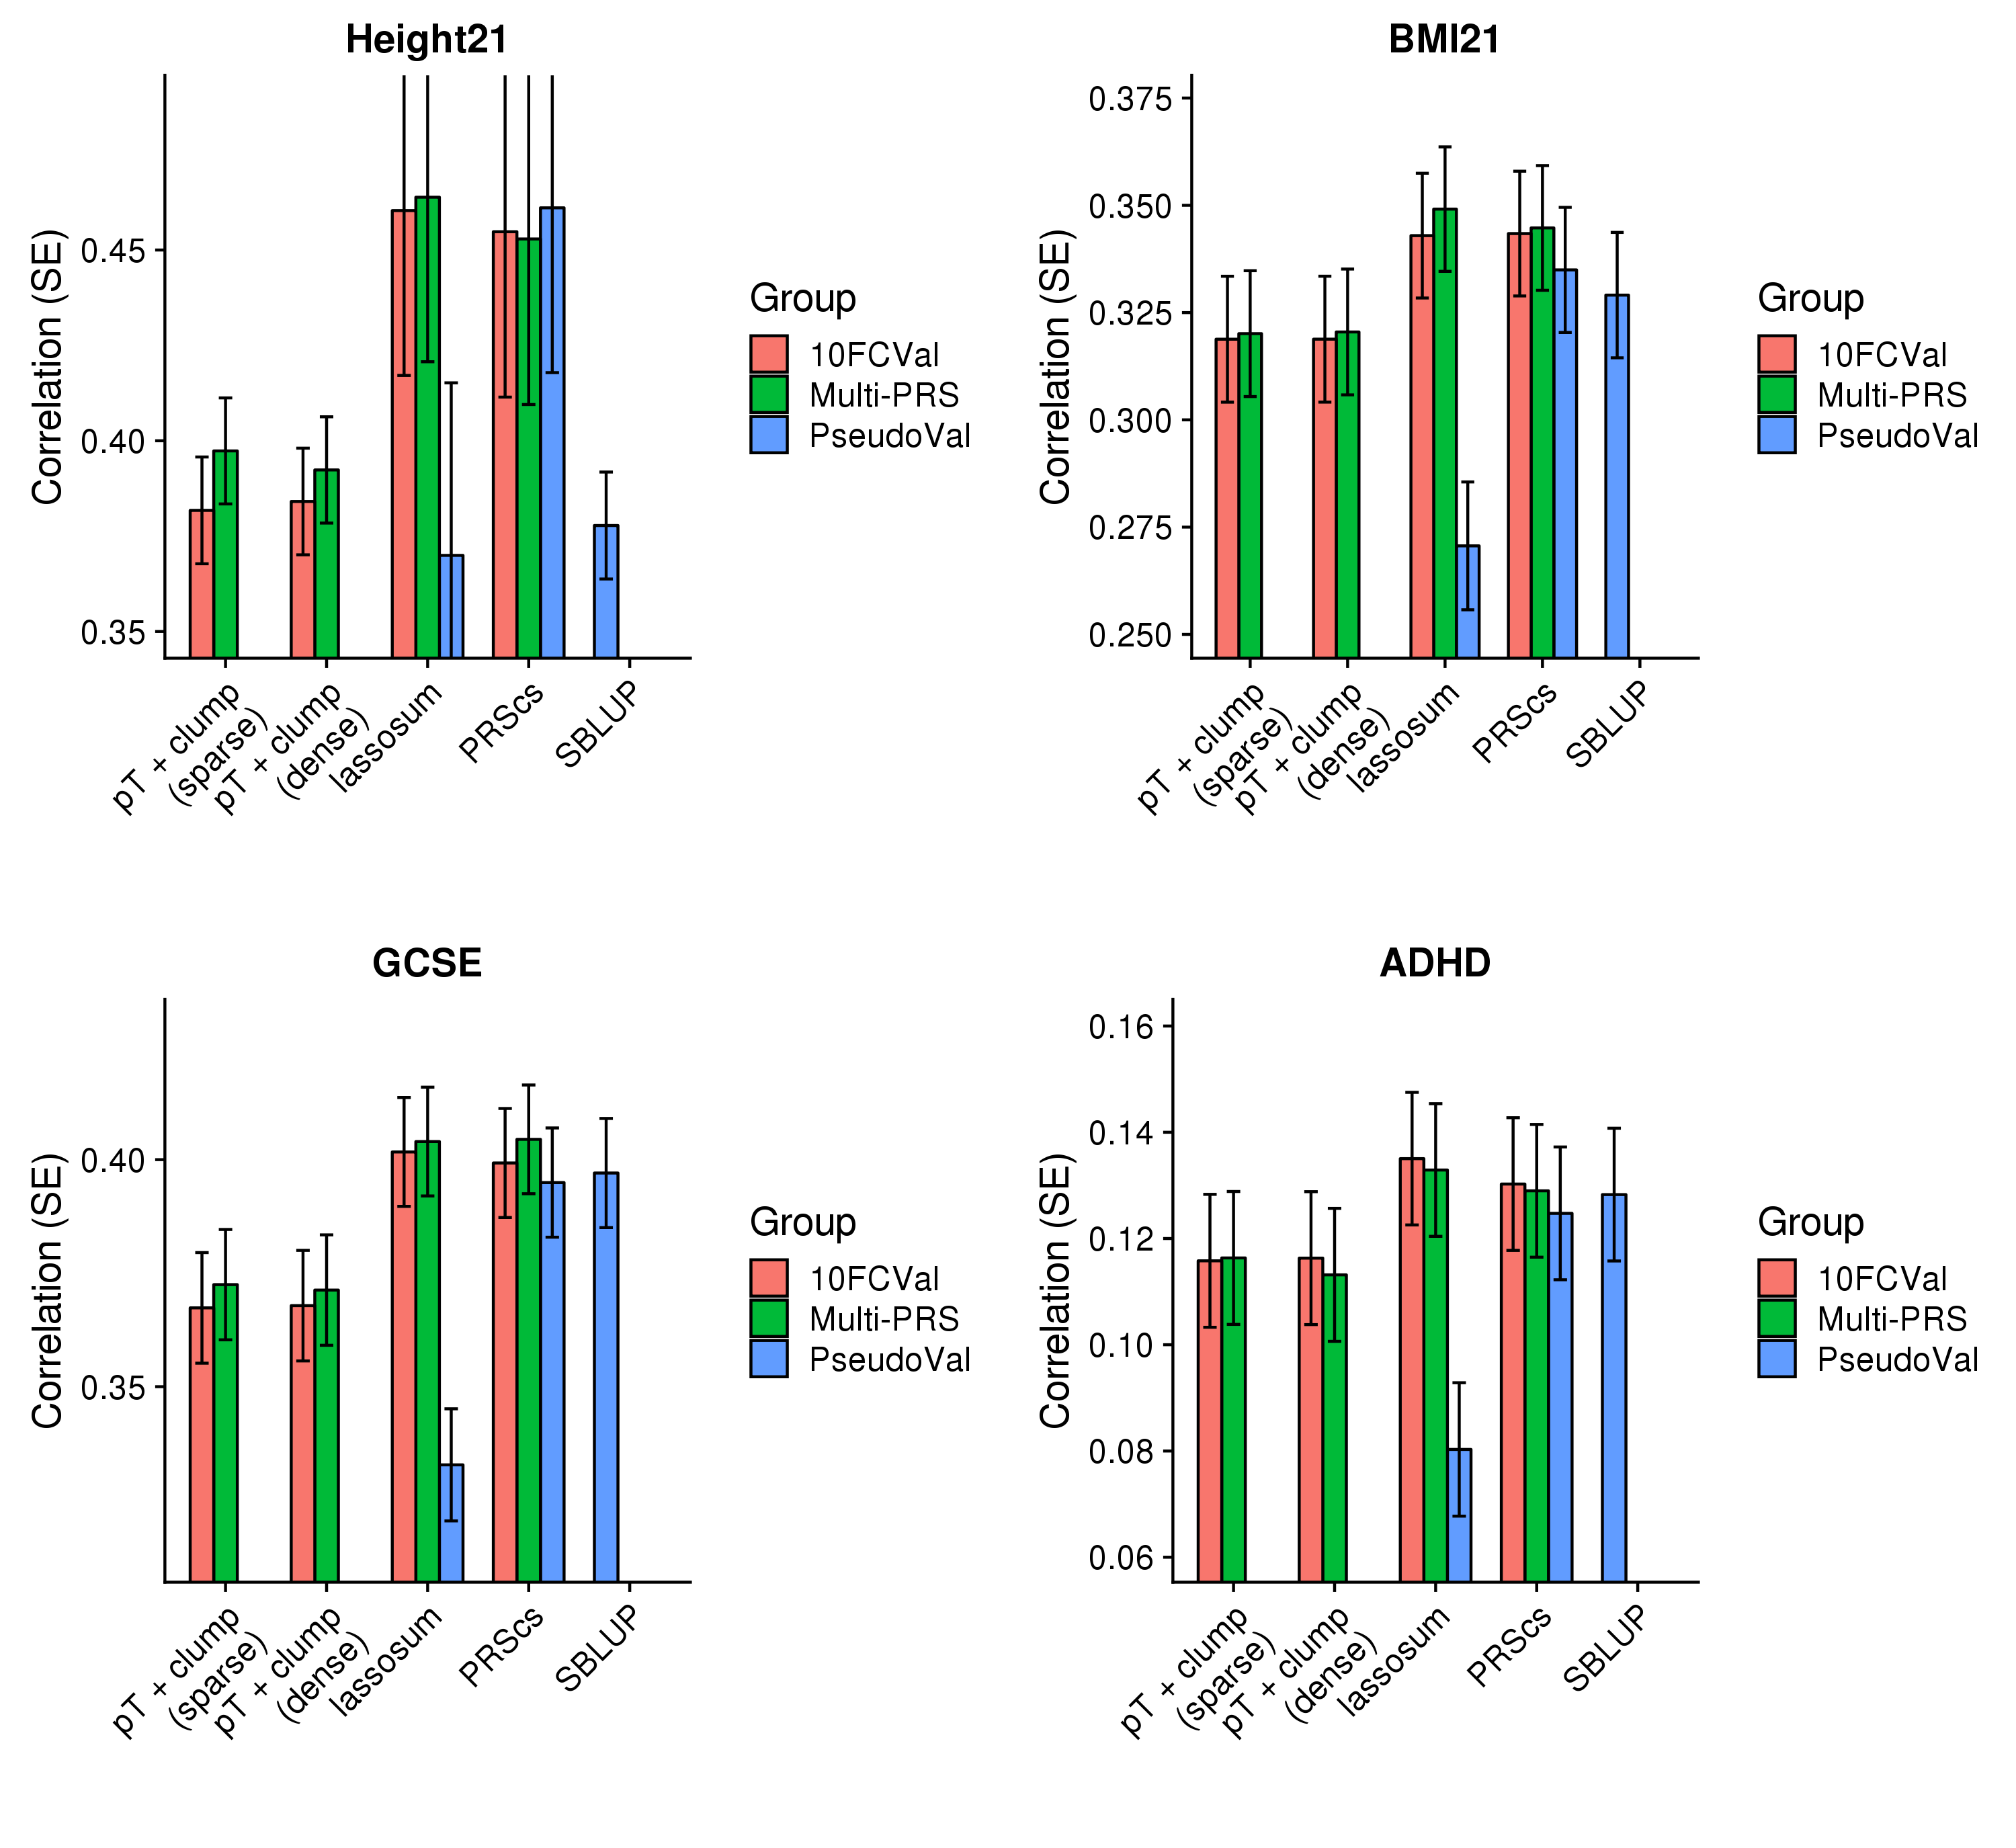 Height21
Correlation (SE)
0.45
0.40
0.35
pT + clump
(sparse)
pT + clump
(dense)
lassosum
PRScs
SBLUP
Group
10FCVal
Multi-PRS
PseudoVal
BMI21
Correlation (SE)
0.375
0.350
0.325
0.300
0.275
0.250
pT + clump
(sparse)
pT + clump
(dense)
lassosum
PRScs
SBLUP
Group
10FCVal
Multi-PRS
PseudoVal
GCSE
Correlation (SE)
0.40
0.35
pT + clump
(sparse)
pT + clump
(dense)
lassosum
PRScs
SBLUP
Group
10FCVal
Multi-PRS
PseudoVal
ADHD
Correlation (SE)
0.16
0.14
0.12
0.10
0.08
0.06
pT + clump
(sparse)
pT + clump
(dense)
lassosum
PRScs
SBLUP
Group
10FCVal
Multi-PRS
PseudoVal